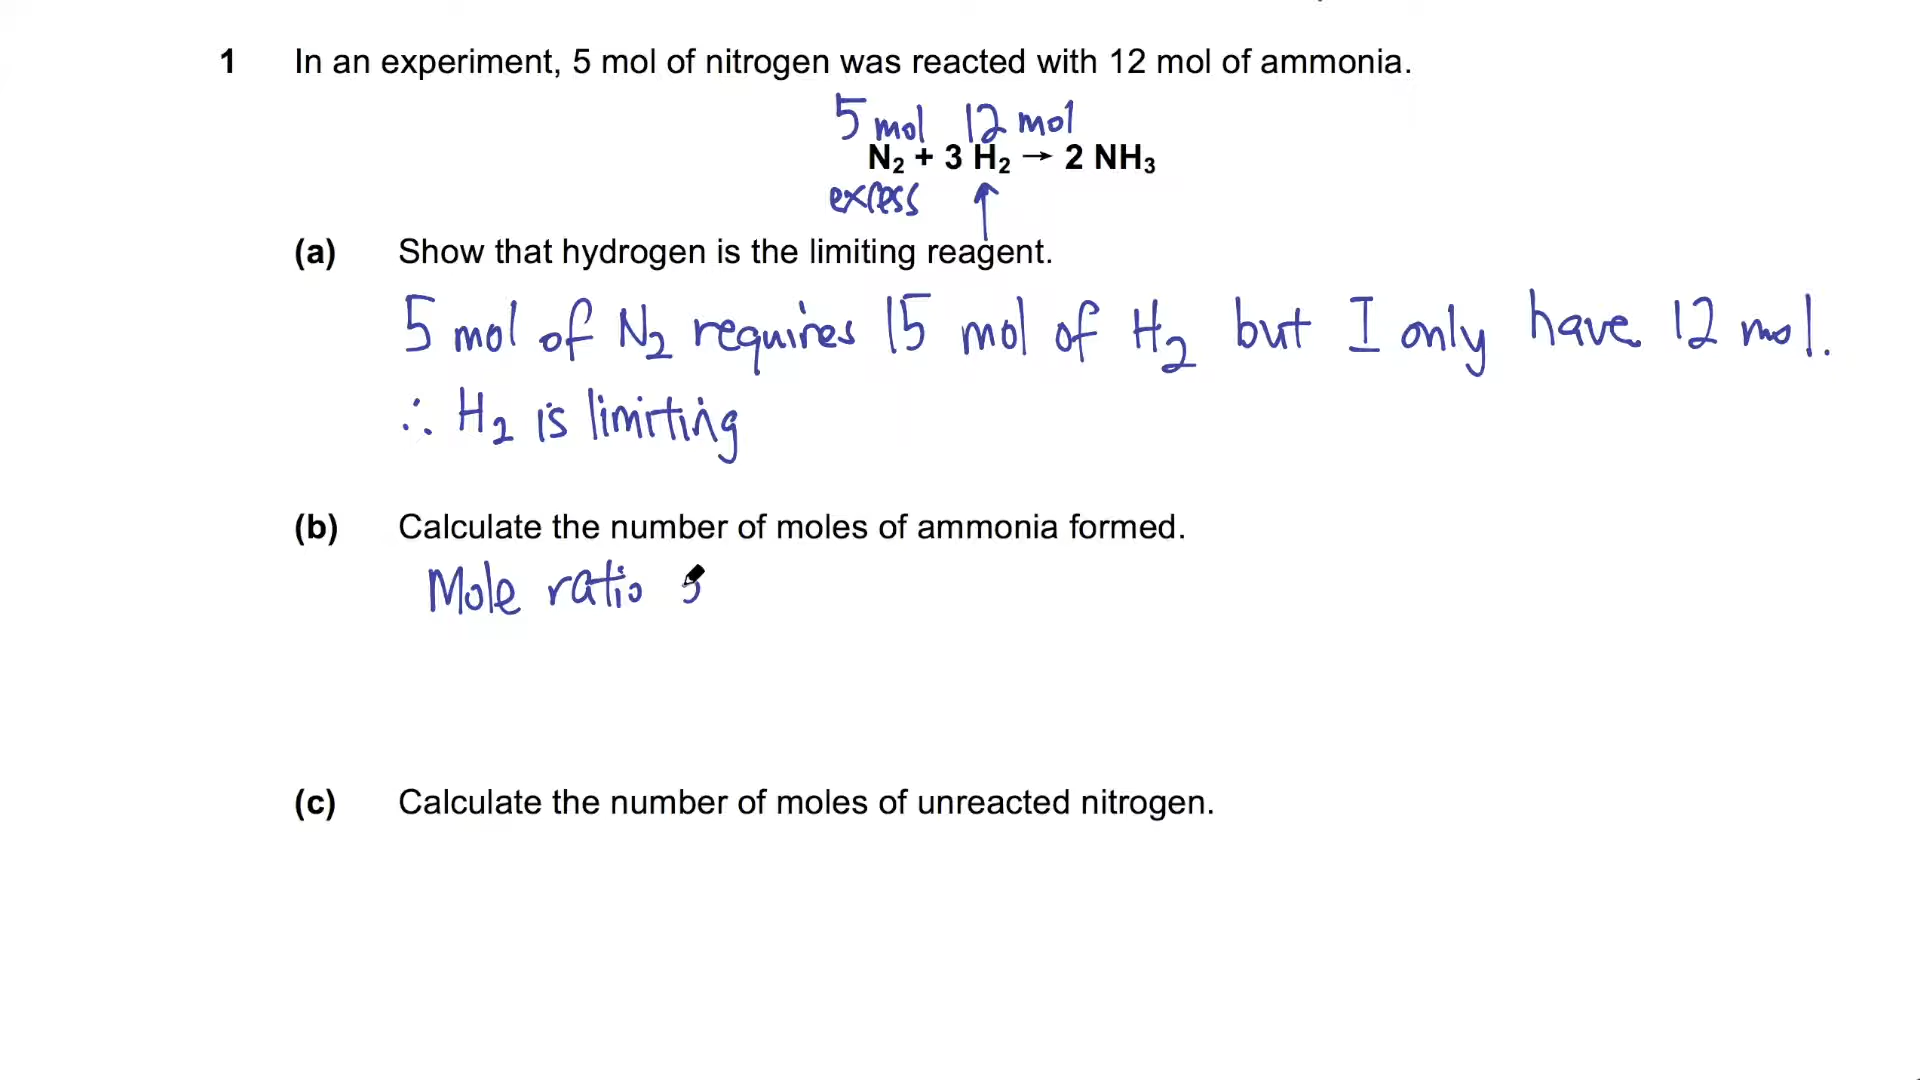 1 In an experiment, 5 mol of nitrogen was reacted with 12 mol of ammonia.
5 mol 12 mol
N₂ + 3 H₂ → 2 NH₃
excess ↑
(a) Show that hydrogen is the limiting reagent.
5 mol of N₂ requires 15 mol of H₂ but I only have 12 mol.
∴ H₂ is limiting
(b) Calculate the number of moles of ammonia formed.
Mole ratio
(c) Calculate the number of moles of unreacted nitrogen.